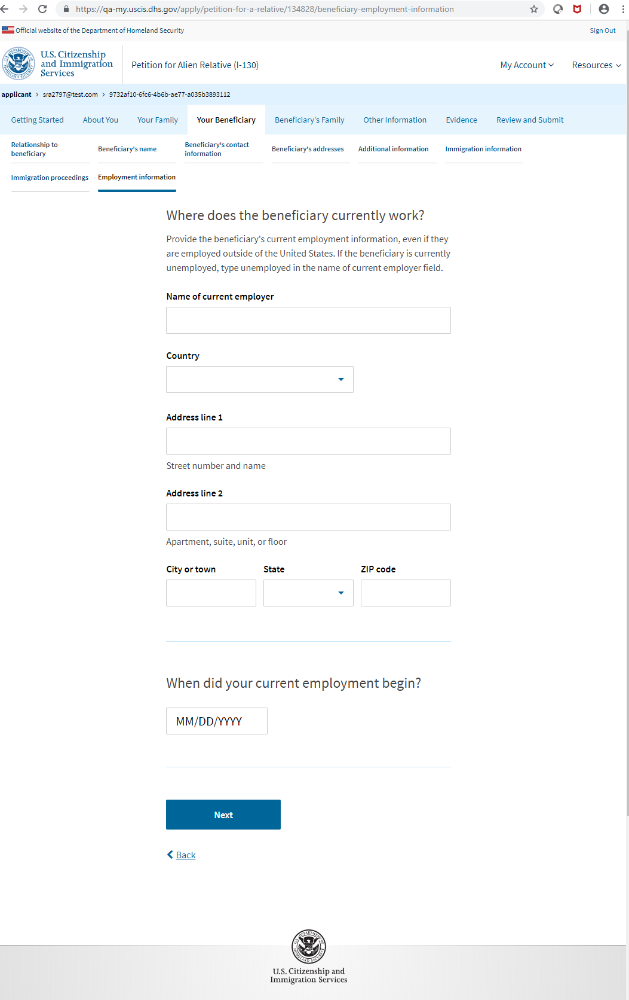 https://qa-my.uscis.dhs.gov/apply/petition-for-a-relative/134828/beneficiary-employment-information
Official website of the Department of Homeland Security
Sign Out
U.S. Citizenship
and Immigration
Services
Petition for Alien Relative (I-130)
My Account
Resources
applicant > sra2797@test.com > 9732af10-6fc6-4b6b-ae77-a035b3893112
Getting Started
About You
Your Family
Your Beneficiary
Beneficiary's Family
Other Information
Evidence
Review and Submit
Relationship to
beneficiary
Beneficiary's name
Beneficiary's contact
information
Beneficiary's addresses
Additional information
Immigration information
Immigration proceedings
Employment information
Where does the beneficiary currently work?
Provide the beneficiary's current employment information, even if they
are employed outside of the United States. If the beneficiary is currently
unemployed, type unemployed in the name of current employer field.
Name of current employer
Country
Address line 1
Street number and name
Address line 2
Apartment, suite, unit, or floor
City or town
State
ZIP code
When did your current employment begin?
MM/DD/YYYY
Next
Back
U.S. Citizenship and
Immigration Services